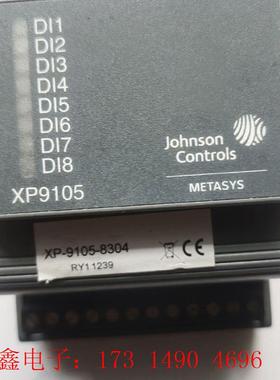 DI1
DI2
DI3
DI4
DI5
DI6
DI7
DI8
Johnson
Controls
XP9105
METASYS
XP-9105-8304
RY11239
CE
鑫电子：173 1490 4696